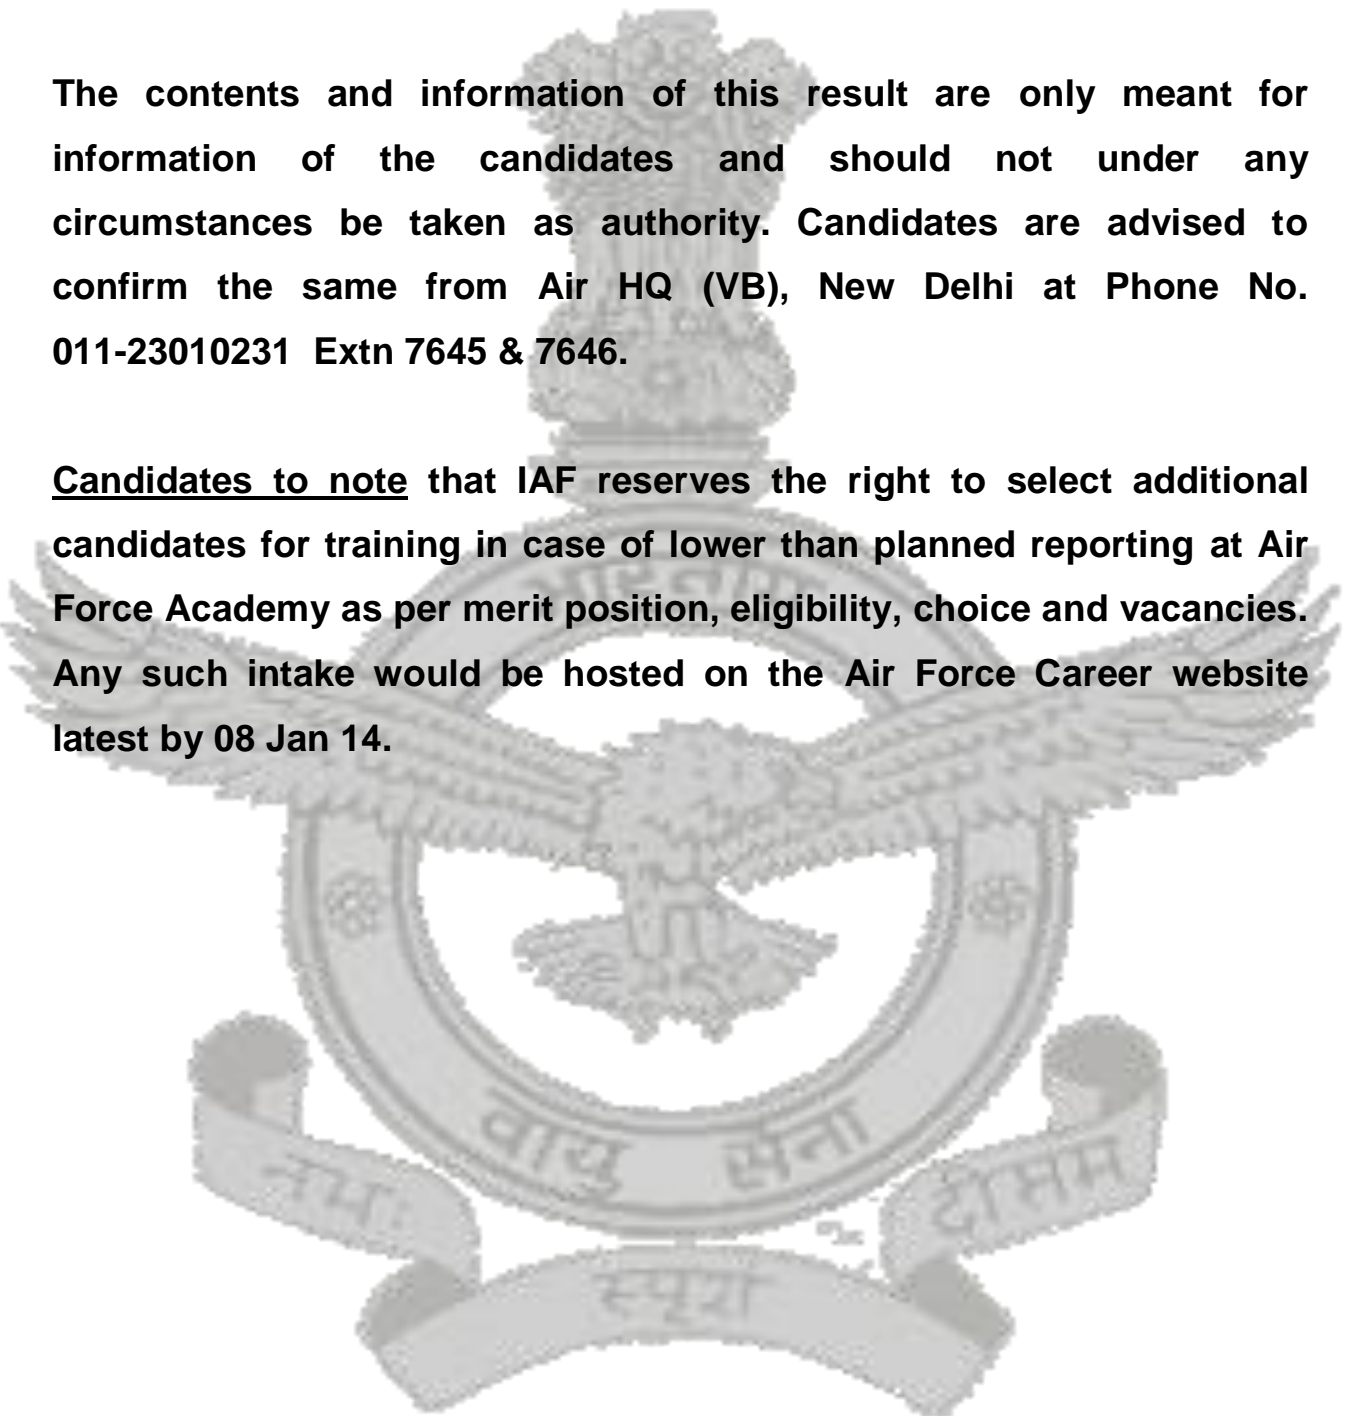 The contents and information of this result are only meant for
information of the candidates and should not under any
circumstances be taken as authority. Candidates are advised to
confirm the same from Air HQ (VB), New Delhi at Phone No.
011-23010231 Extn 7645 & 7646.
Candidates to note that IAF reserves the right to select additional
candidates for training in case of lower than planned reporting at Air
Force Academy as per merit position, eligibility, choice and vacancies.
Any such intake would be hosted on the Air Force Career website
latest by 08 Jan 14.
वायु सेना